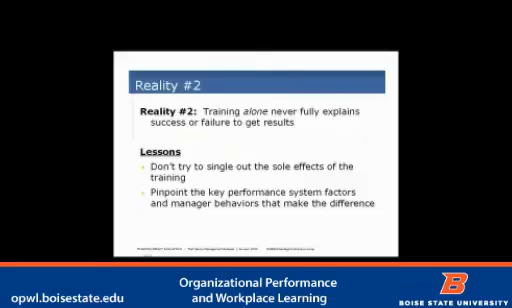 Reality #2
Reality #2: Training alone never fully explains
success or failure to get results
Lessons
Don't try to single out the sole effects of the
training
Pinpoint the key performance system factors
and manager behaviors that make the difference
opwl.boisestate.edu
Organizational Performance
and Workplace Learning
B
BOISE STATE UNIVERSITY